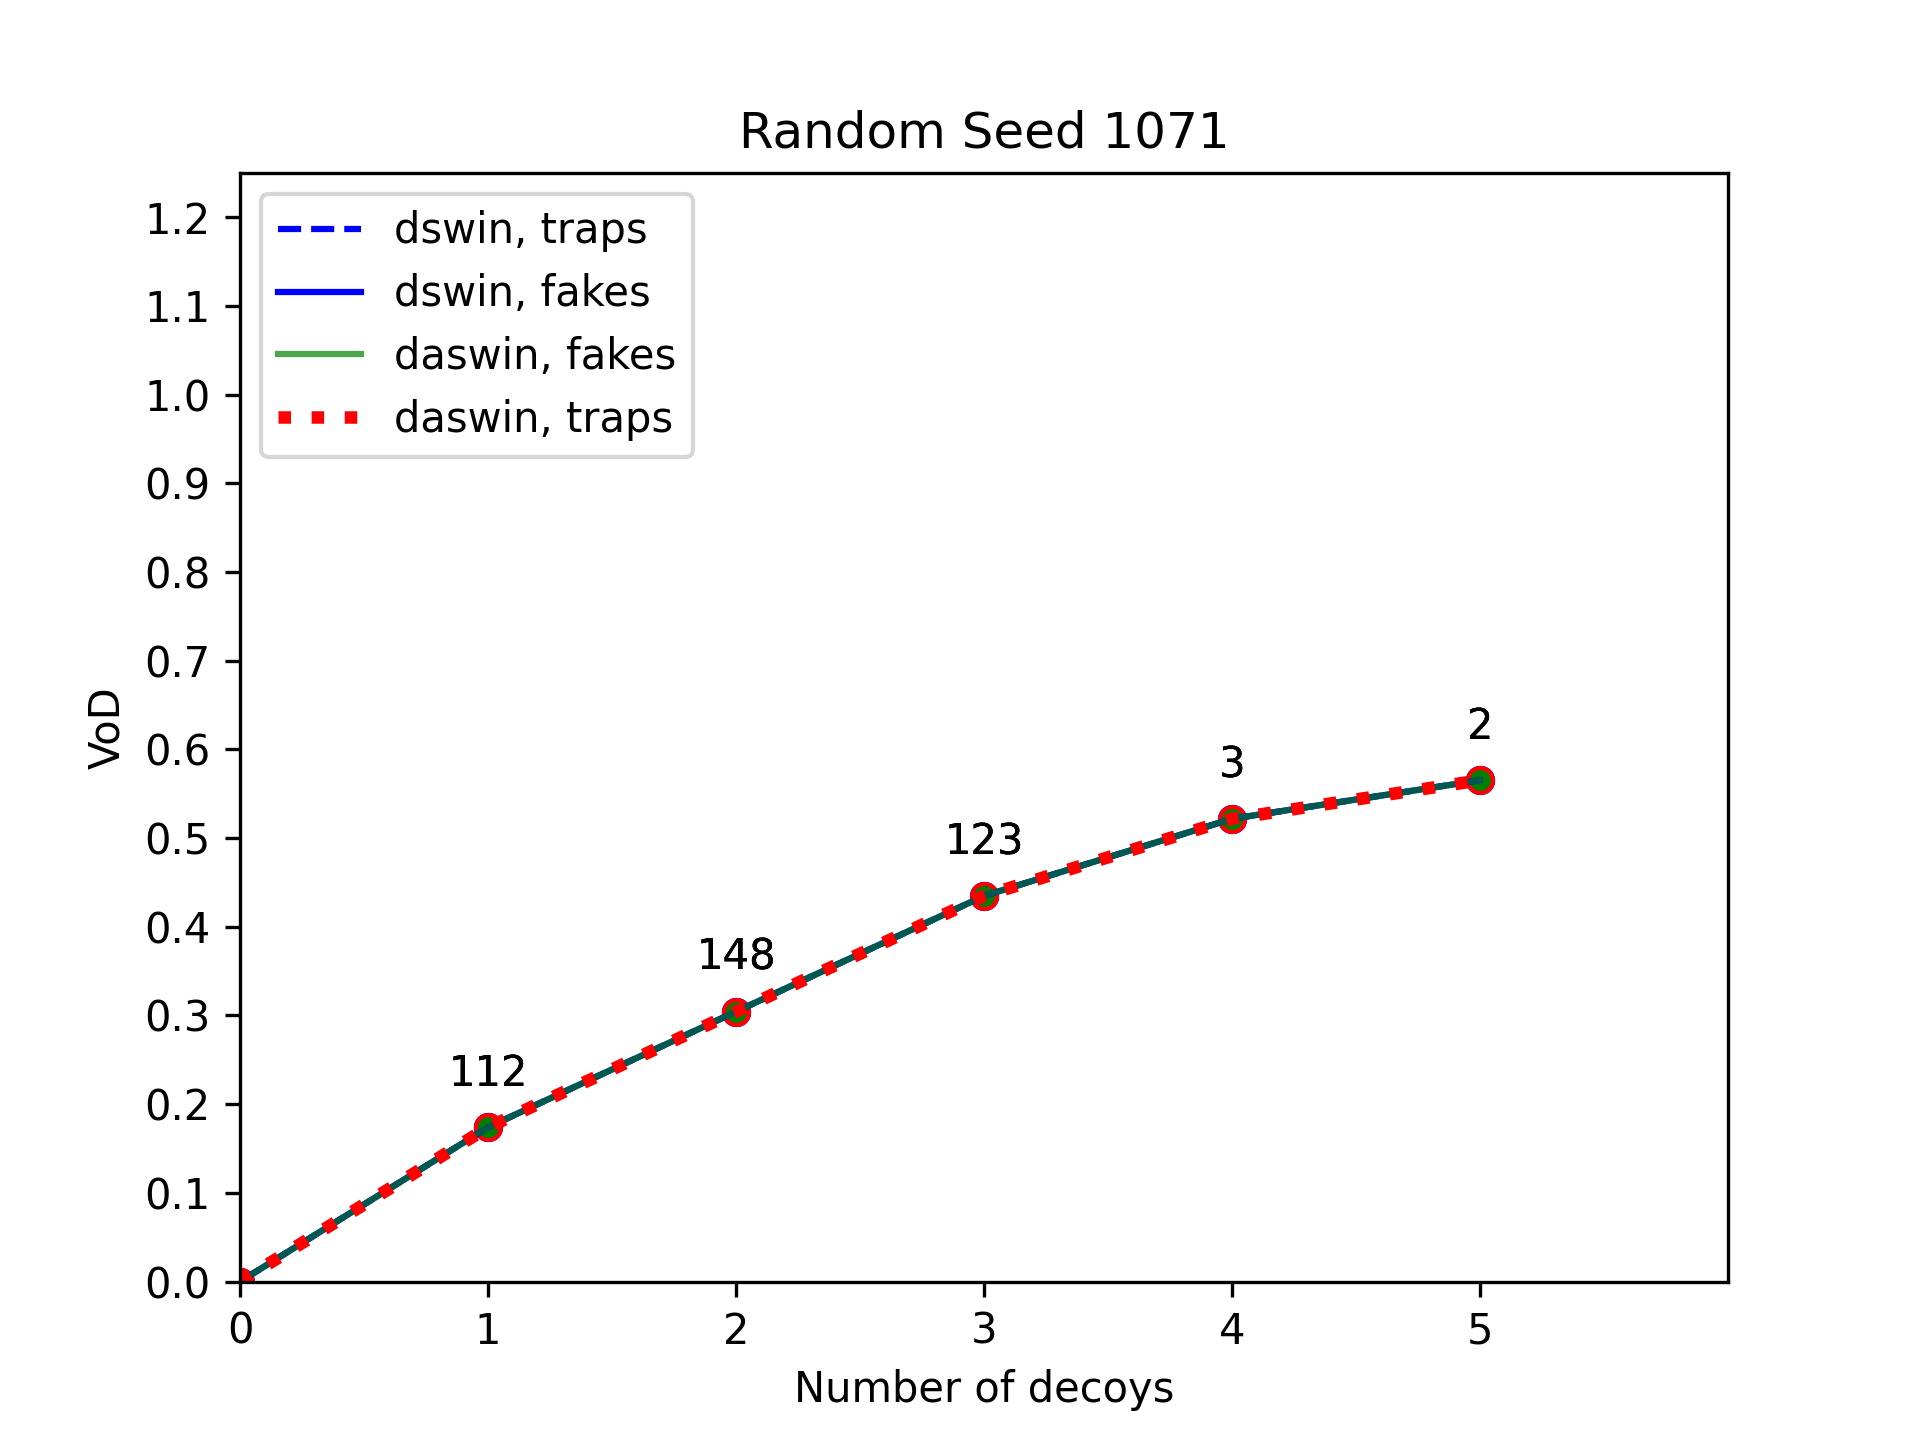 Random Seed 1071
dswin, traps
dswin, fakes
daswin, fakes
daswin, traps
1.2
1.1
1.0
0.9
0.8
0.7
0.6
0.5
0.4
0.3
0.2
0.1
0.0
VoD
112
148
123
3
2
0 1 2 3 4 5
Number of decoys